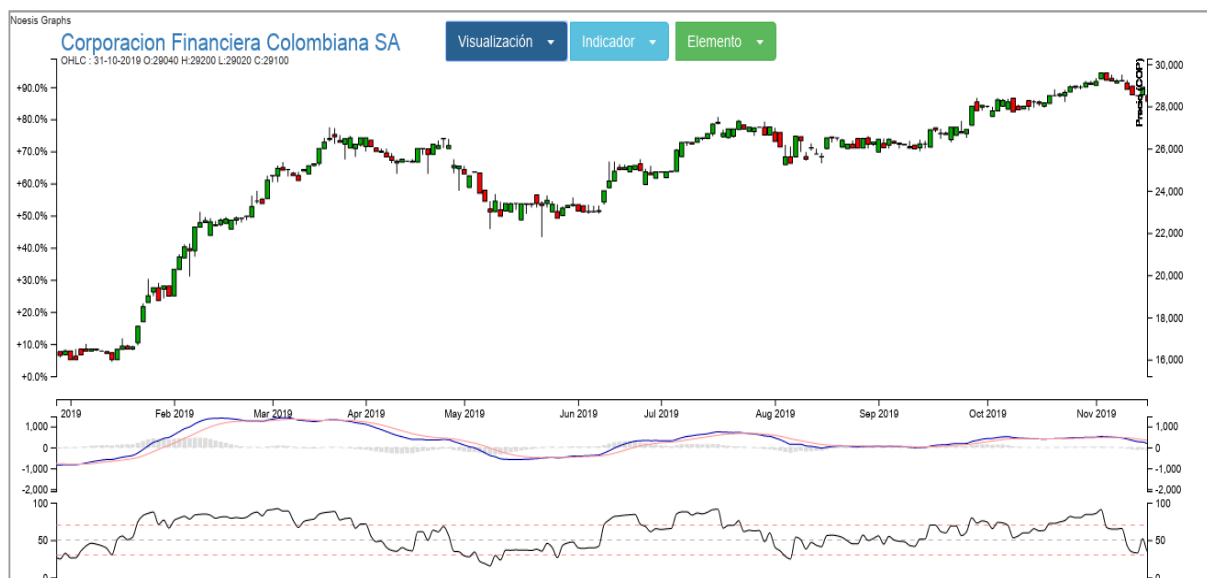 Noesis Graphs
Corporacion Financiera Colombiana SA
Visualización
Indicador
Elemento
OHLC : 31-10-2019 O:29040 H:29200 L:29020 C:29100
+90.0%
+80.0%
+70.0%
+60.0%
+50.0%
+40.0%
+30.0%
+20.0%
+10.0%
+0.0%
Precio (COP)
30,000
28,000
26,000
24,000
22,000
20,000
18,000
16,000
2019
Feb 2019
Mar 2019
Apr 2019
May 2019
Jun 2019
Jul 2019
Aug 2019
Sep 2019
Oct 2019
Nov 2019
1,000
0
-1,000
-2,000
1,000
0
-1,000
-2,000
100
50
0
100
50
0